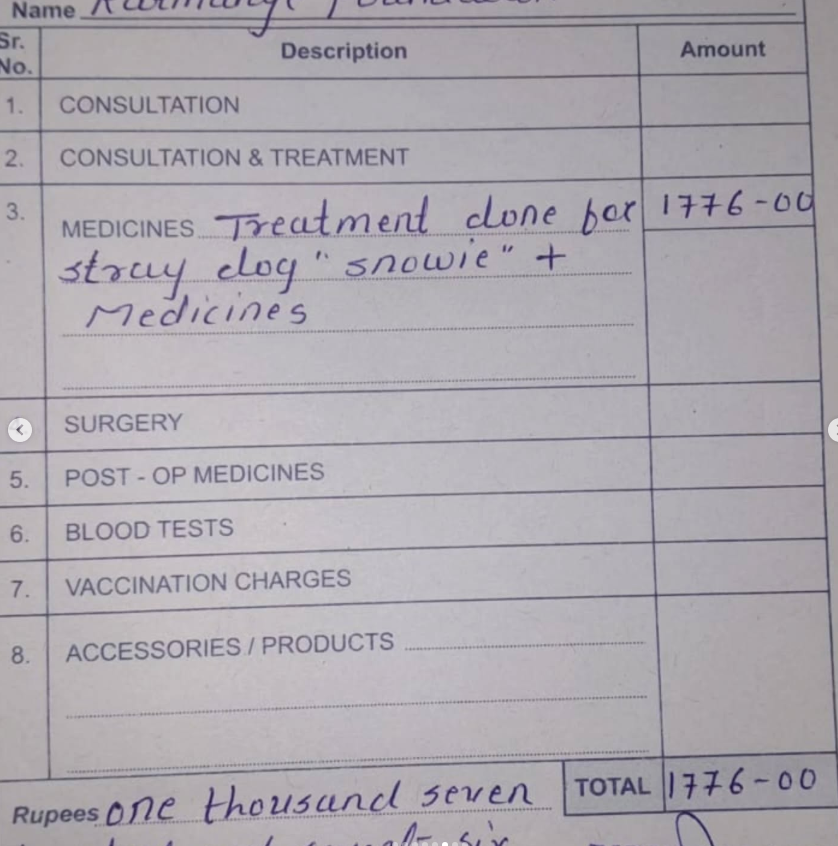 Name
Sr. No. Description Amount
1. CONSULTATION
2. CONSULTATION & TREATMENT
3. MEDICINES Treatment done for 1776-00
stray dog "snowie" +
Medicines
SURGERY
5. POST - OP MEDICINES
6. BLOOD TESTS
7. VACCINATION CHARGES
8. ACCESSORIES / PRODUCTS
TOTAL 1776-00
Rupees one thousand seven
six